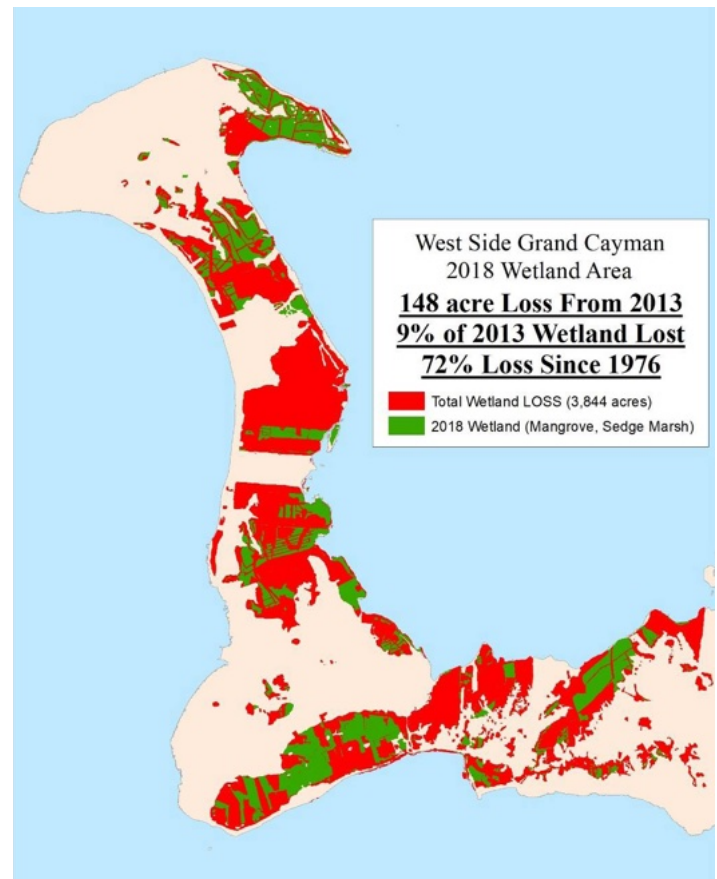 West Side Grand Cayman
2018 Wetland Area
148 acre Loss From 2013
9% of 2013 Wetland Lost
72% Loss Since 1976
Total Wetland LOSS (3,844 acres)
2018 Wetland (Mangrove, Sedge Marsh)